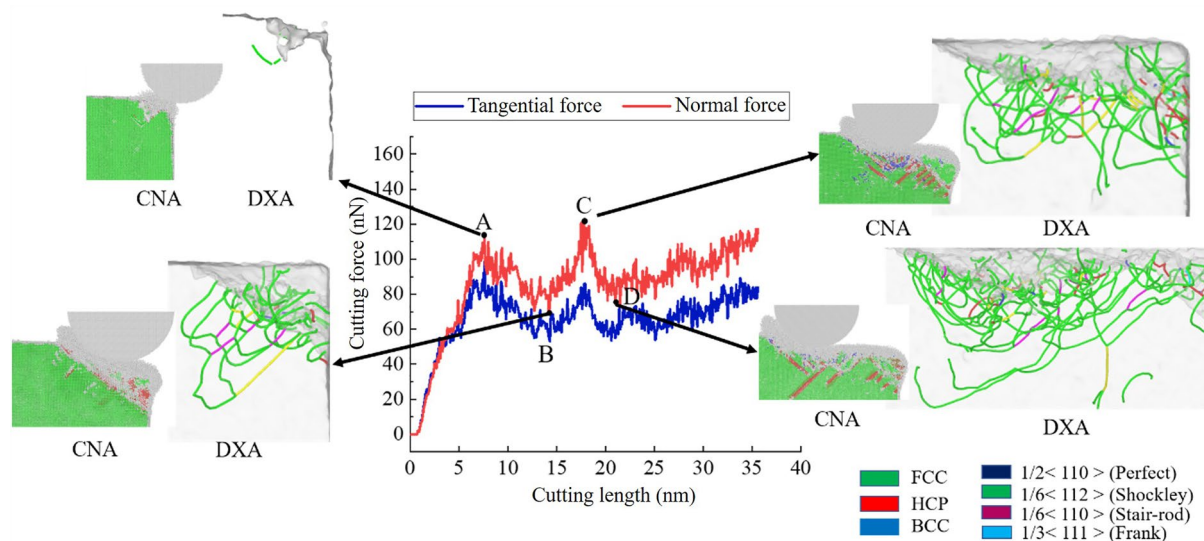 CNA
DXA
Tangential force
Normal force
160
140
120
100
80
60
40
20
0
Cutting force (nN)
0
5
10
15
20
25
30
35
40
Cutting length (nm)
A
B
C
D
CNA
DXA
CNA
DXA
CNA
DXA
FCC
HCP
BCC
1/2< 110 > (Perfect)
1/6< 112 > (Shockley)
1/6< 110 > (Stair-rod)
1/3< 111 > (Frank)